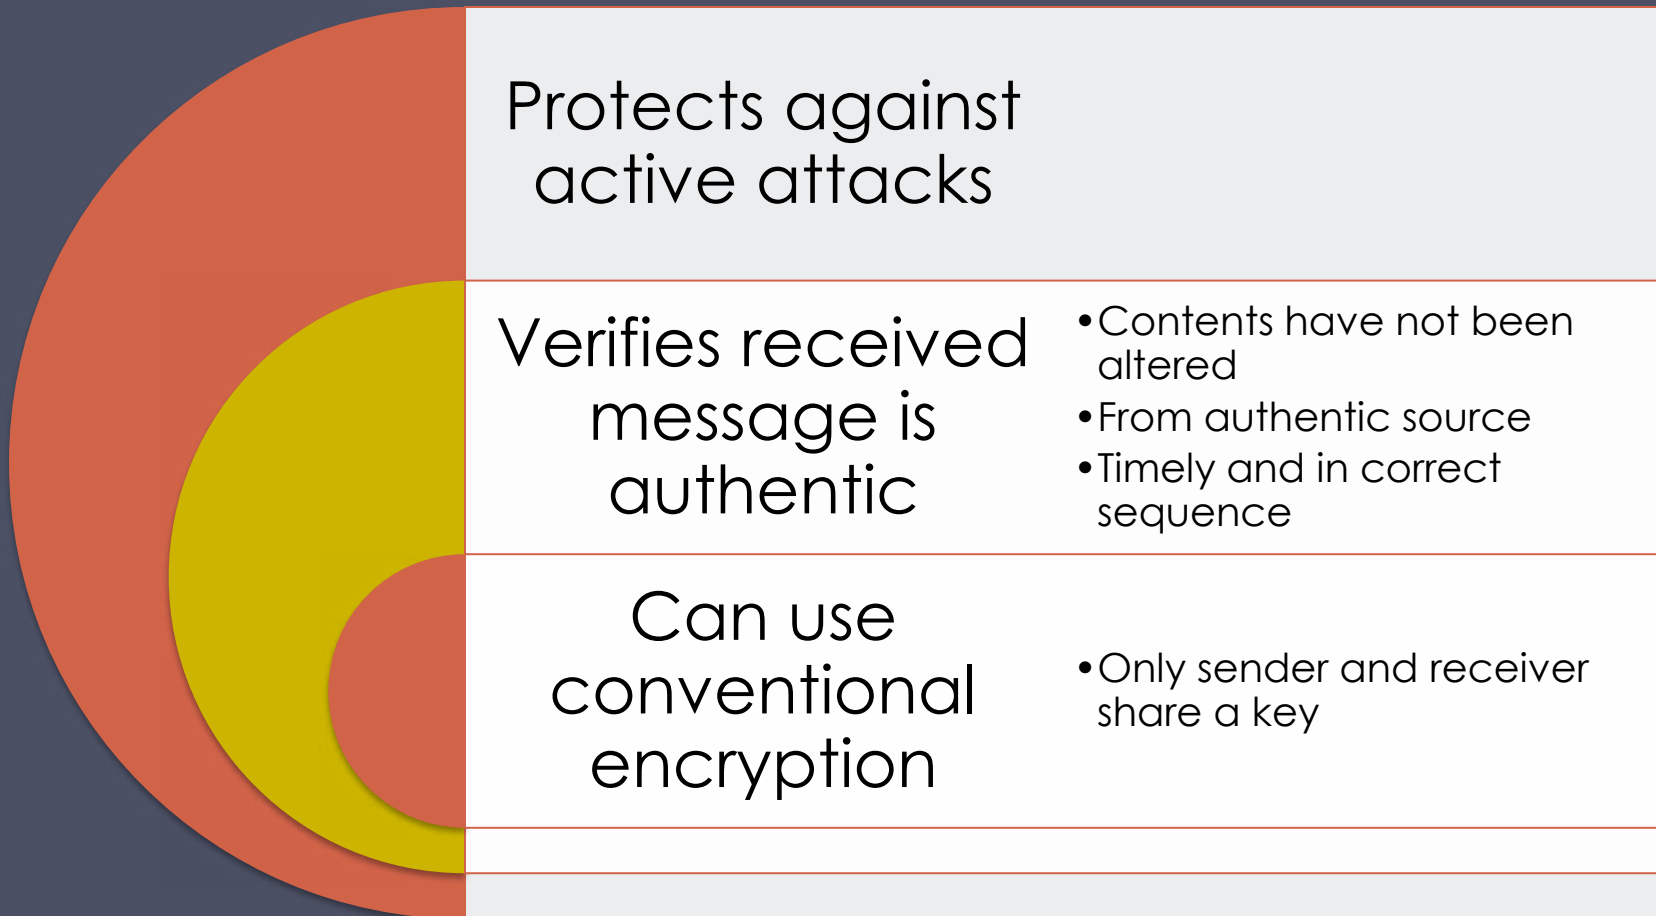 Protects against
active attacks
Verifies received
message is
authentic
•Contents have not been
altered
•From authentic source
•Timely and in correct
sequence
Can use
conventional
encryption
•Only sender and receiver
share a key